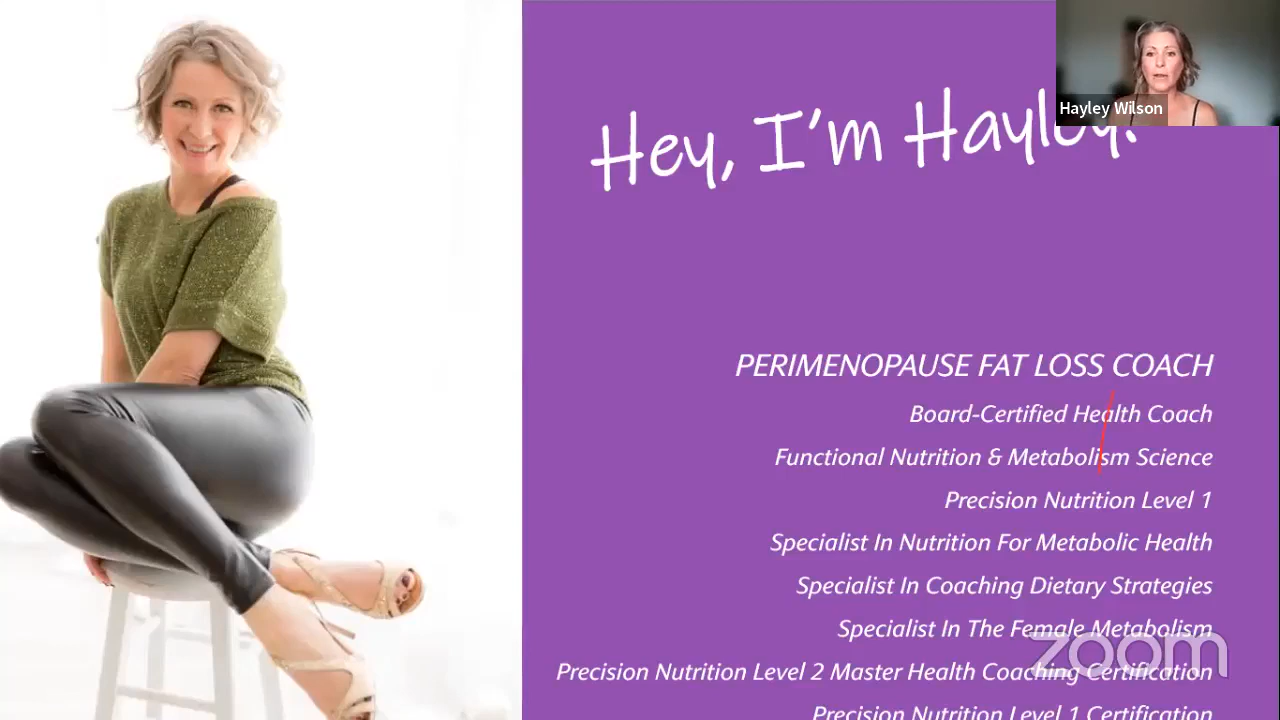 Hayley Wilson
Hey, I'm Hayley!
PERIMENOPAUSE FAT LOSS COACH
Board-Certified Health Coach
Functional Nutrition & Metabolism Science
Precision Nutrition Level 1
Specialist In Nutrition For Metabolic Health
Specialist In Coaching Dietary Strategies
Specialist In The Female Metabolism
zoom
Precision Nutrition Level 2 Master Health Coaching Certification
Precision Nutrition Level 1 Certification